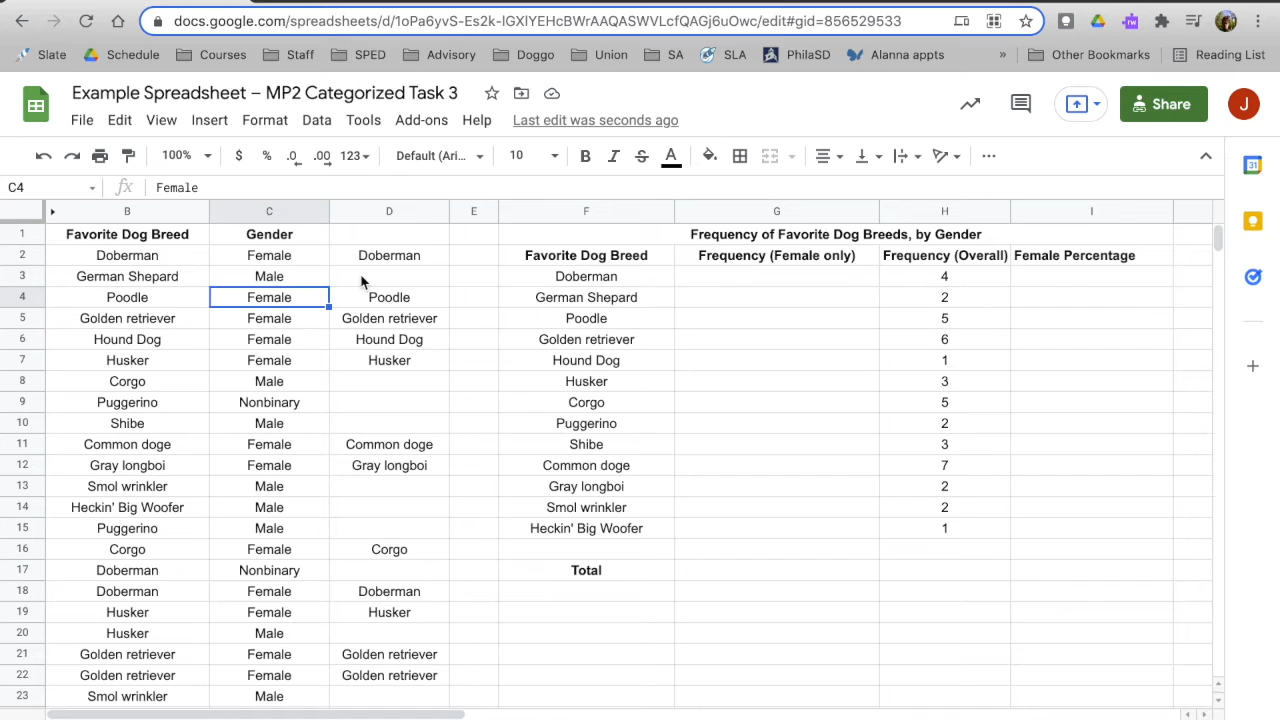 docs.google.com/spreadsheets/d/1oPa6yvS-Es2k-IGXlYEHcBWrAAQASWVLcfQAGj6uOwc/edit#gid=856529533
Slate Schedule Courses Staff SPED Advisory Doggo Union SA SLA PhilaSD Alanna appts » Other Bookmarks Reading List
Example Spreadsheet – MP2 Categorized Task 3
File Edit View Insert Format Data Tools Add-ons Help Last edit was seconds ago
Share J
100% $ % .0 .00 123 Default (Ari... 10 B I S A
31
C4 fx Female
B C D E F G H I
1 Favorite Dog Breed Gender Frequency of Favorite Dog Breeds, by Gender
2 Doberman Female Doberman Favorite Dog Breed Frequency (Female only) Frequency (Overall) Female Percentage
3 German Shepard Male Doberman 4
4 Poodle Female Poodle German Shepard 2
5 Golden retriever Female Golden retriever Poodle 5
6 Hound Dog Female Hound Dog Golden retriever 6
7 Husker Female Husker Hound Dog 1
8 Corgo Male Husker 3
9 Puggerino Nonbinary Corgo 5
10 Shibe Male Puggerino 2
11 Common doge Female Common doge Shibe 3
12 Gray longboi Female Gray longboi Common doge 7
13 Smol wrinkler Male Gray longboi 2
14 Heckin' Big Woofer Male Smol wrinkler 2
15 Puggerino Male Heckin' Big Woofer 1
16 Corgo Female Corgo
17 Doberman Nonbinary Total
18 Doberman Female Doberman
19 Husker Female Husker
20 Husker Male
21 Golden retriever Female Golden retriever
22 Golden retriever Female Golden retriever
23 Smol wrinkler Male